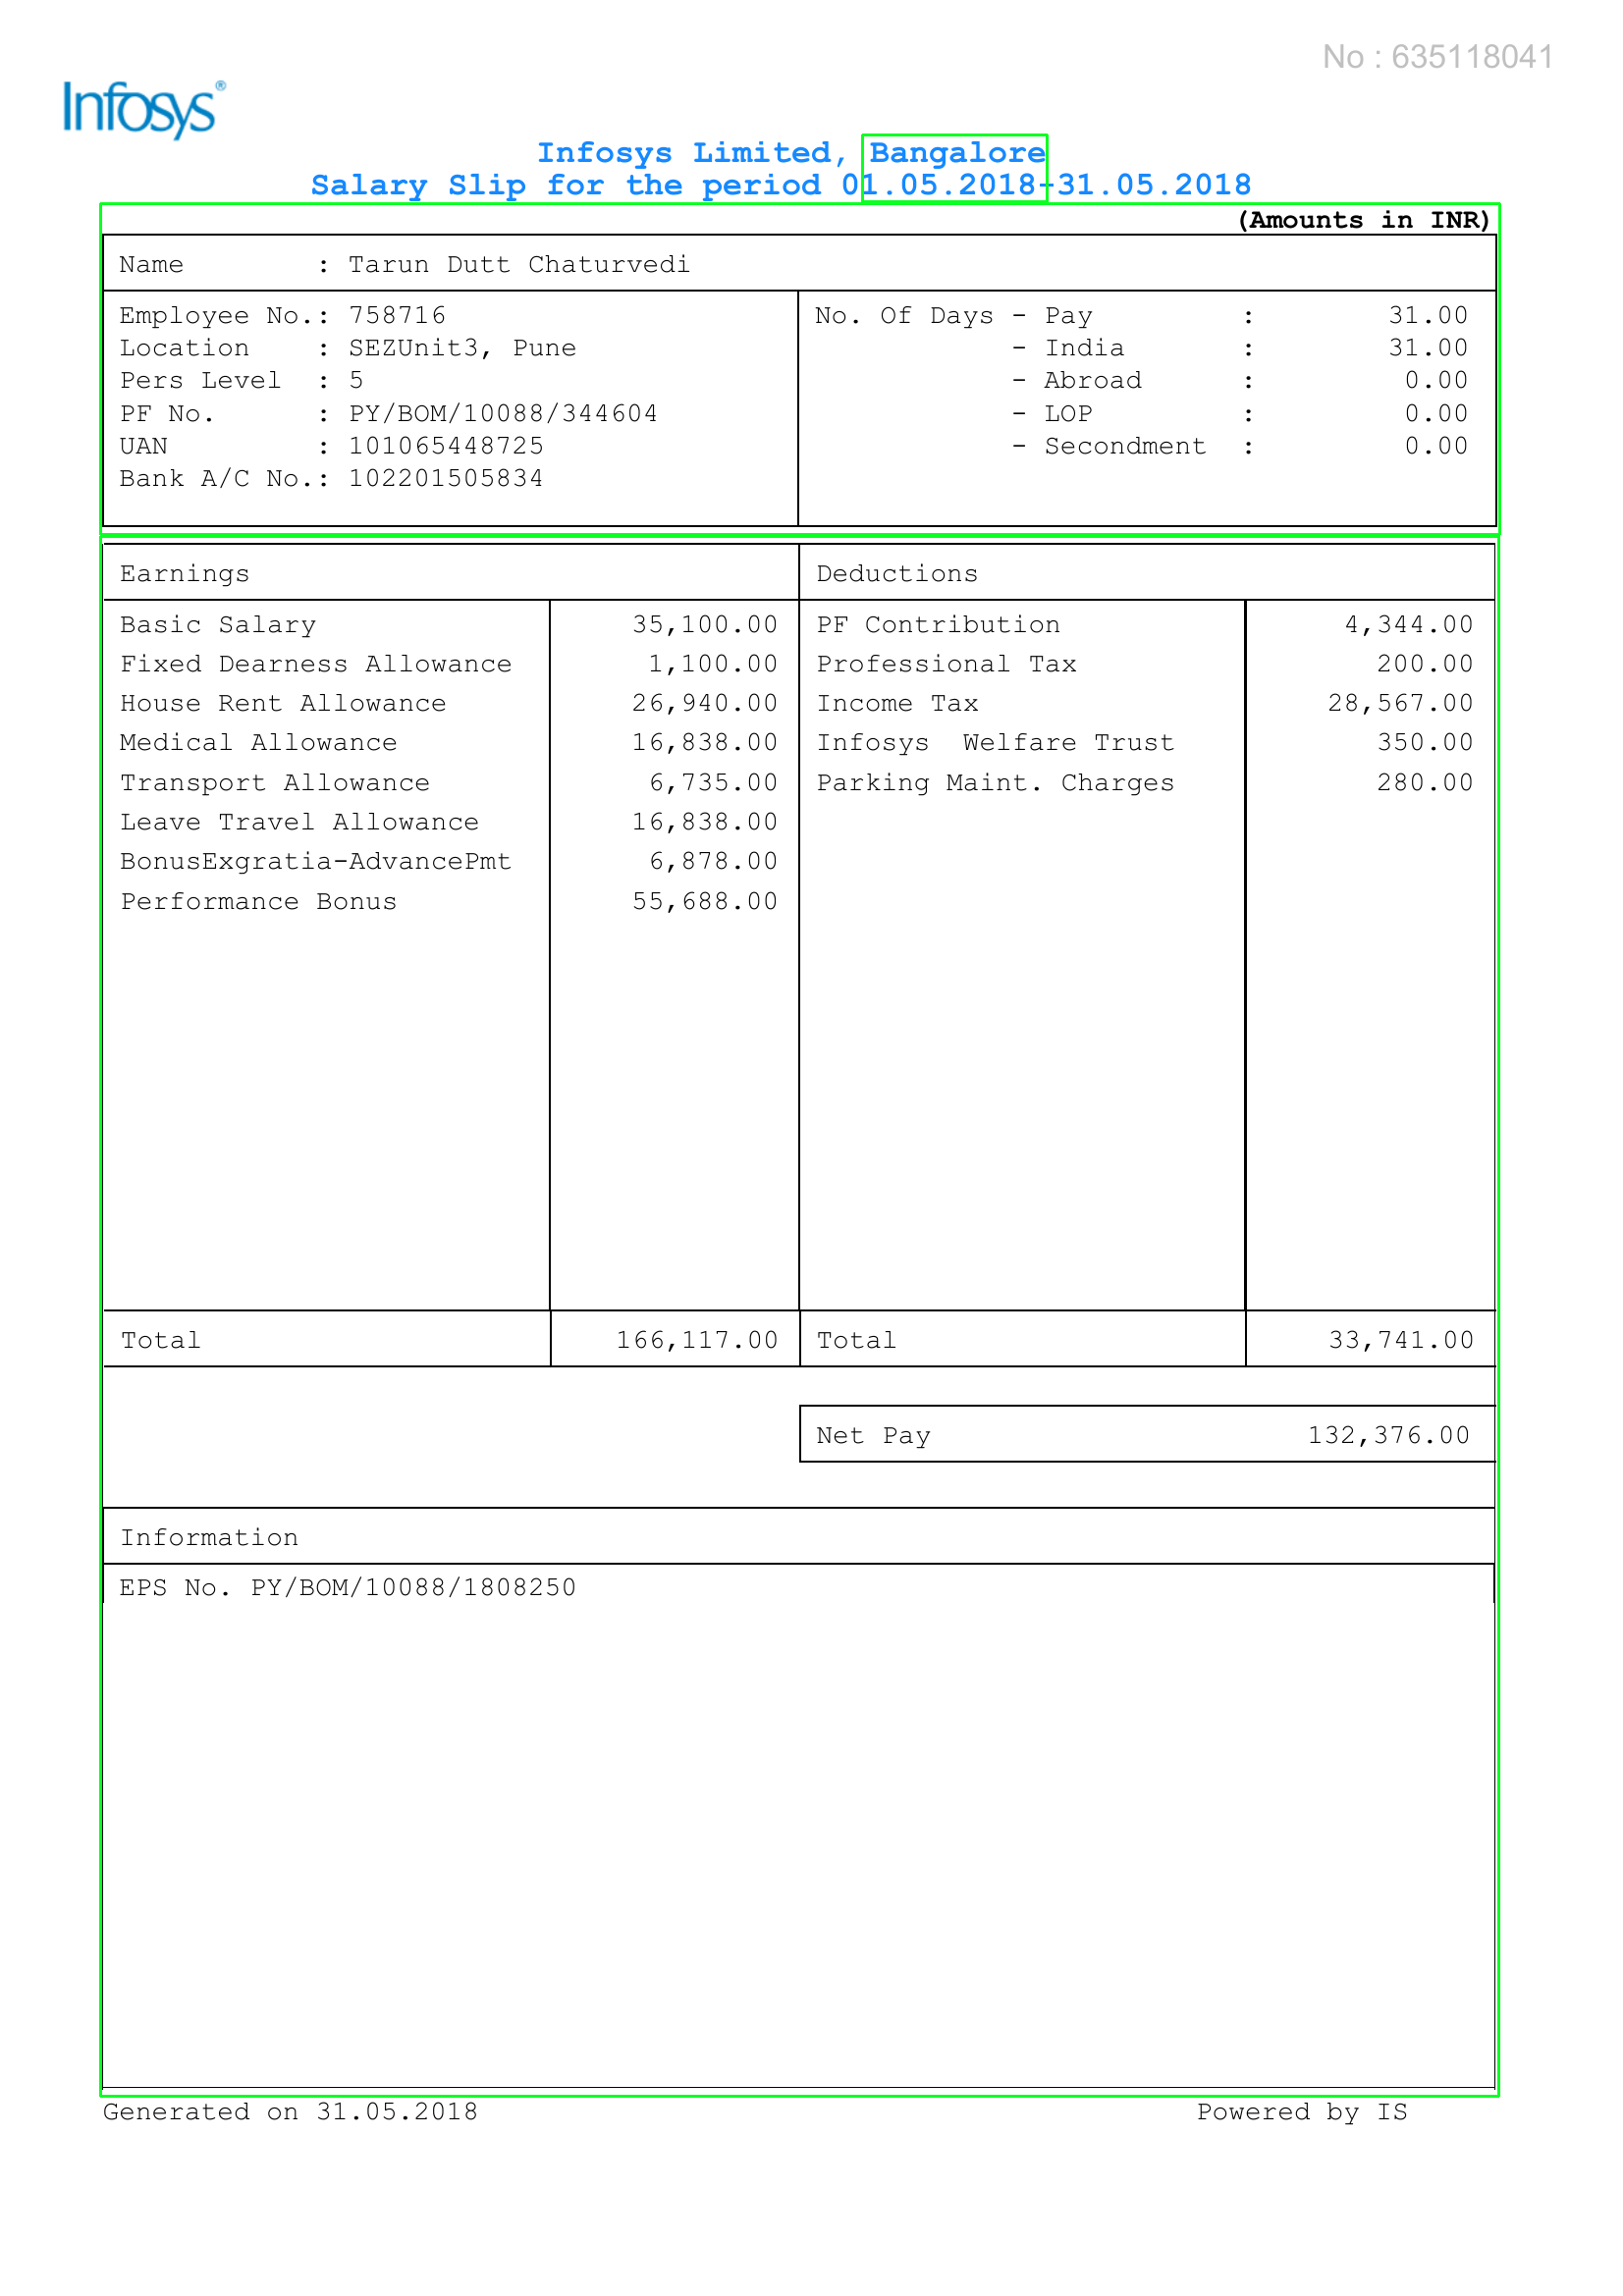 No : 635118041
Infosys®
Infosys Limited, Bangalore
Salary Slip for the period 01.05.2018-31.05.2018
(Amounts in INR)
Name : Tarun Dutt Chaturvedi
Employee No.: 758716 No. Of Days - Pay : 31.00
Location : SEZUnit3, Pune - India : 31.00
Pers Level : 5 - Abroad : 0.00
PF No. : PY/BOM/10088/344604 - LOP : 0.00
UAN : 101065448725 - Secondment : 0.00
Bank A/C No.: 102201505834
Earnings Deductions
Basic Salary 35,100.00 PF Contribution 4,344.00
Fixed Dearness Allowance 1,100.00 Professional Tax 200.00
House Rent Allowance 26,940.00 Income Tax 28,567.00
Medical Allowance 16,838.00 Infosys Welfare Trust 350.00
Transport Allowance 6,735.00 Parking Maint. Charges 280.00
Leave Travel Allowance 16,838.00
BonusExgratia-AdvancePmt 6,878.00
Performance Bonus 55,688.00
Total 166,117.00 Total 33,741.00
Net Pay 132,376.00
Information
EPS No. PY/BOM/10088/1808250
Generated on 31.05.2018 Powered by IS